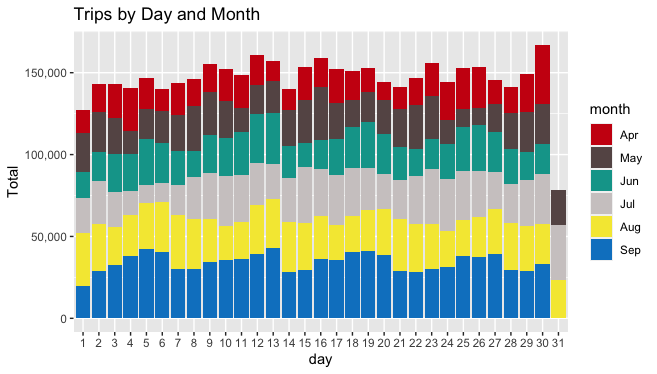 Trips by Day and Month
Total
150,000
100,000
50,000
0
1 2 3 4 5 6 7 8 9 10 11 12 13 14 15 16 17 18 19 20 21 22 23 24 25 26 27 28 29 30 31
day
month
Apr
May
Jun
Jul
Aug
Sep